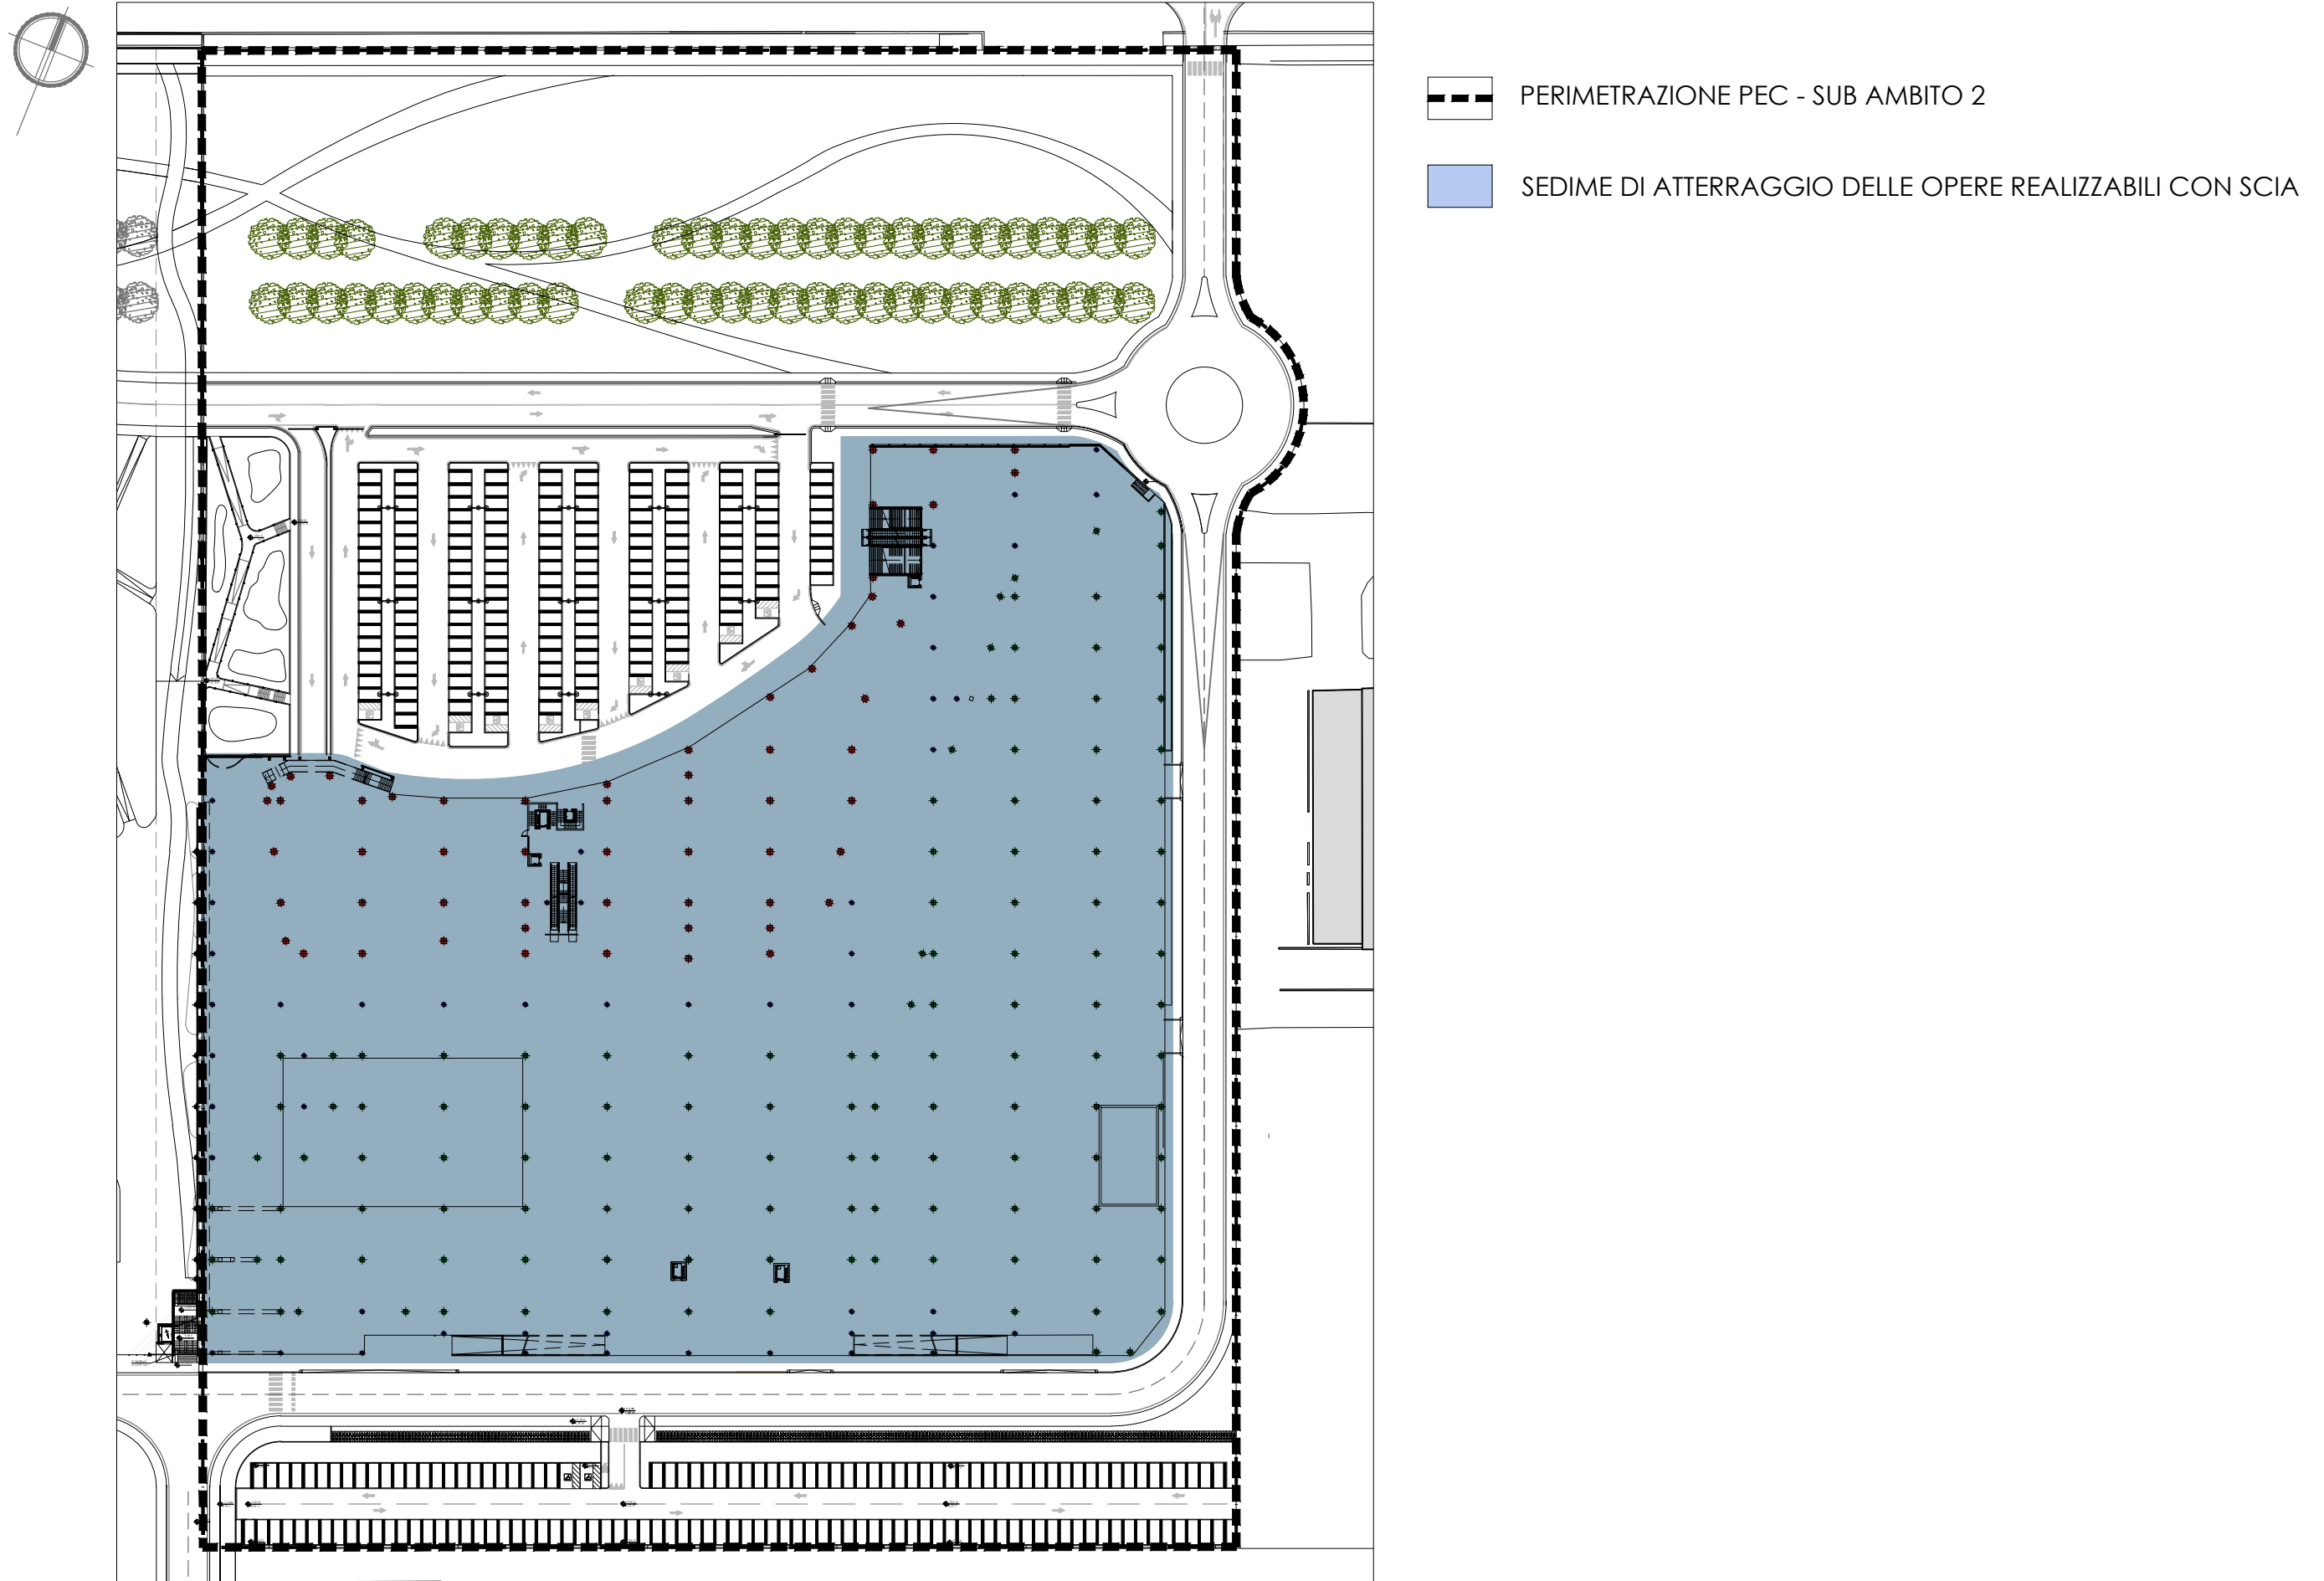 PERIMETRAZIONE PEC - SUB AMBITO 2
SEDIME DI ATTERRAGGIO DELLE OPERE REALIZZABILI CON SCIA